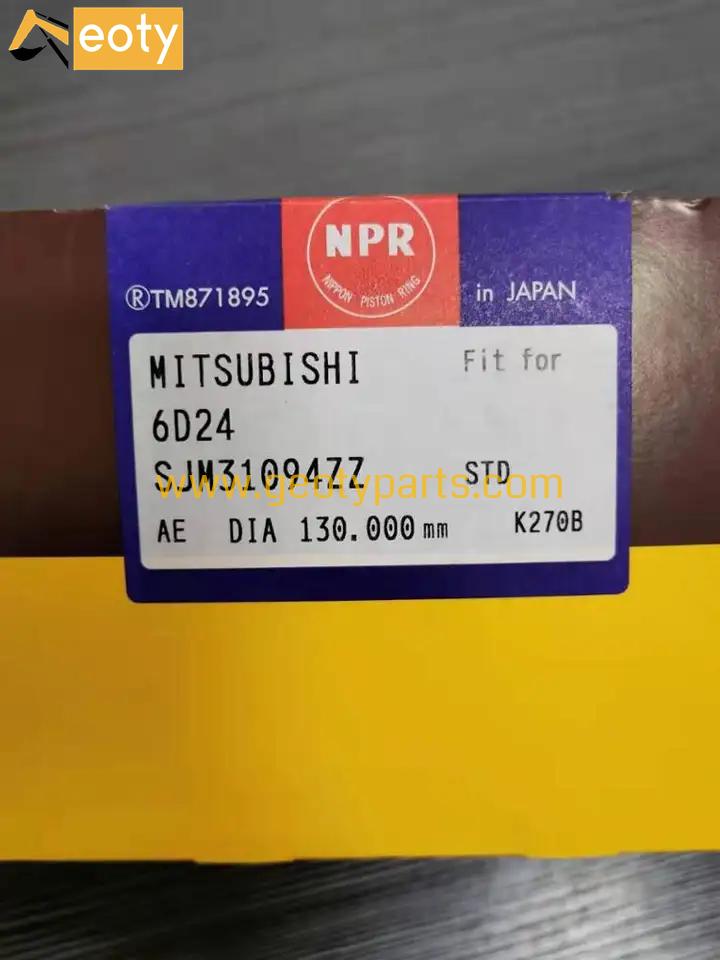 eoty
NPR
NIPPON PISTON RING
®TM871895
in JAPAN
MITSUBISHI
Fit for
6D24
SJM31094ZZ
STD
www.geotyparts.com
AE DIA 130.000 mm
K270B